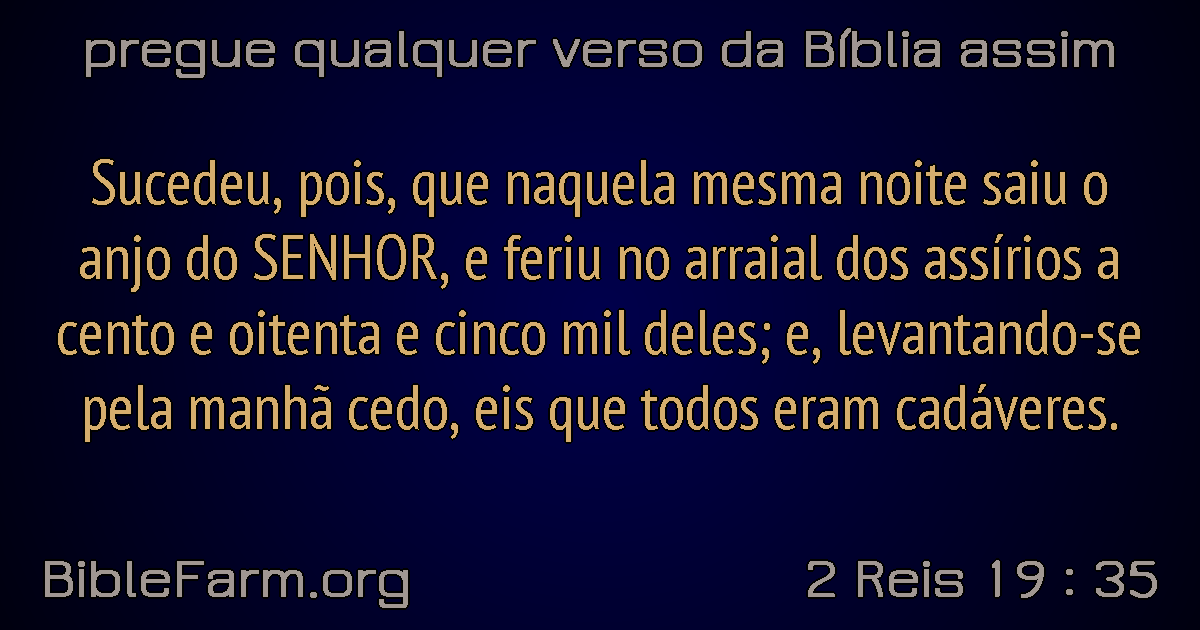 pregue qualquer verso da Bíblia assim
Sucedeu, pois, que naquela mesma noite saiu o
anjo do SENHOR, e feriu no arraial dos assírios a
cento e oitenta e cinco mil deles; e, levantando-se
pela manhã cedo, eis que todos eram cadáveres.
BibleFarm.org
2 Reis 19 : 35